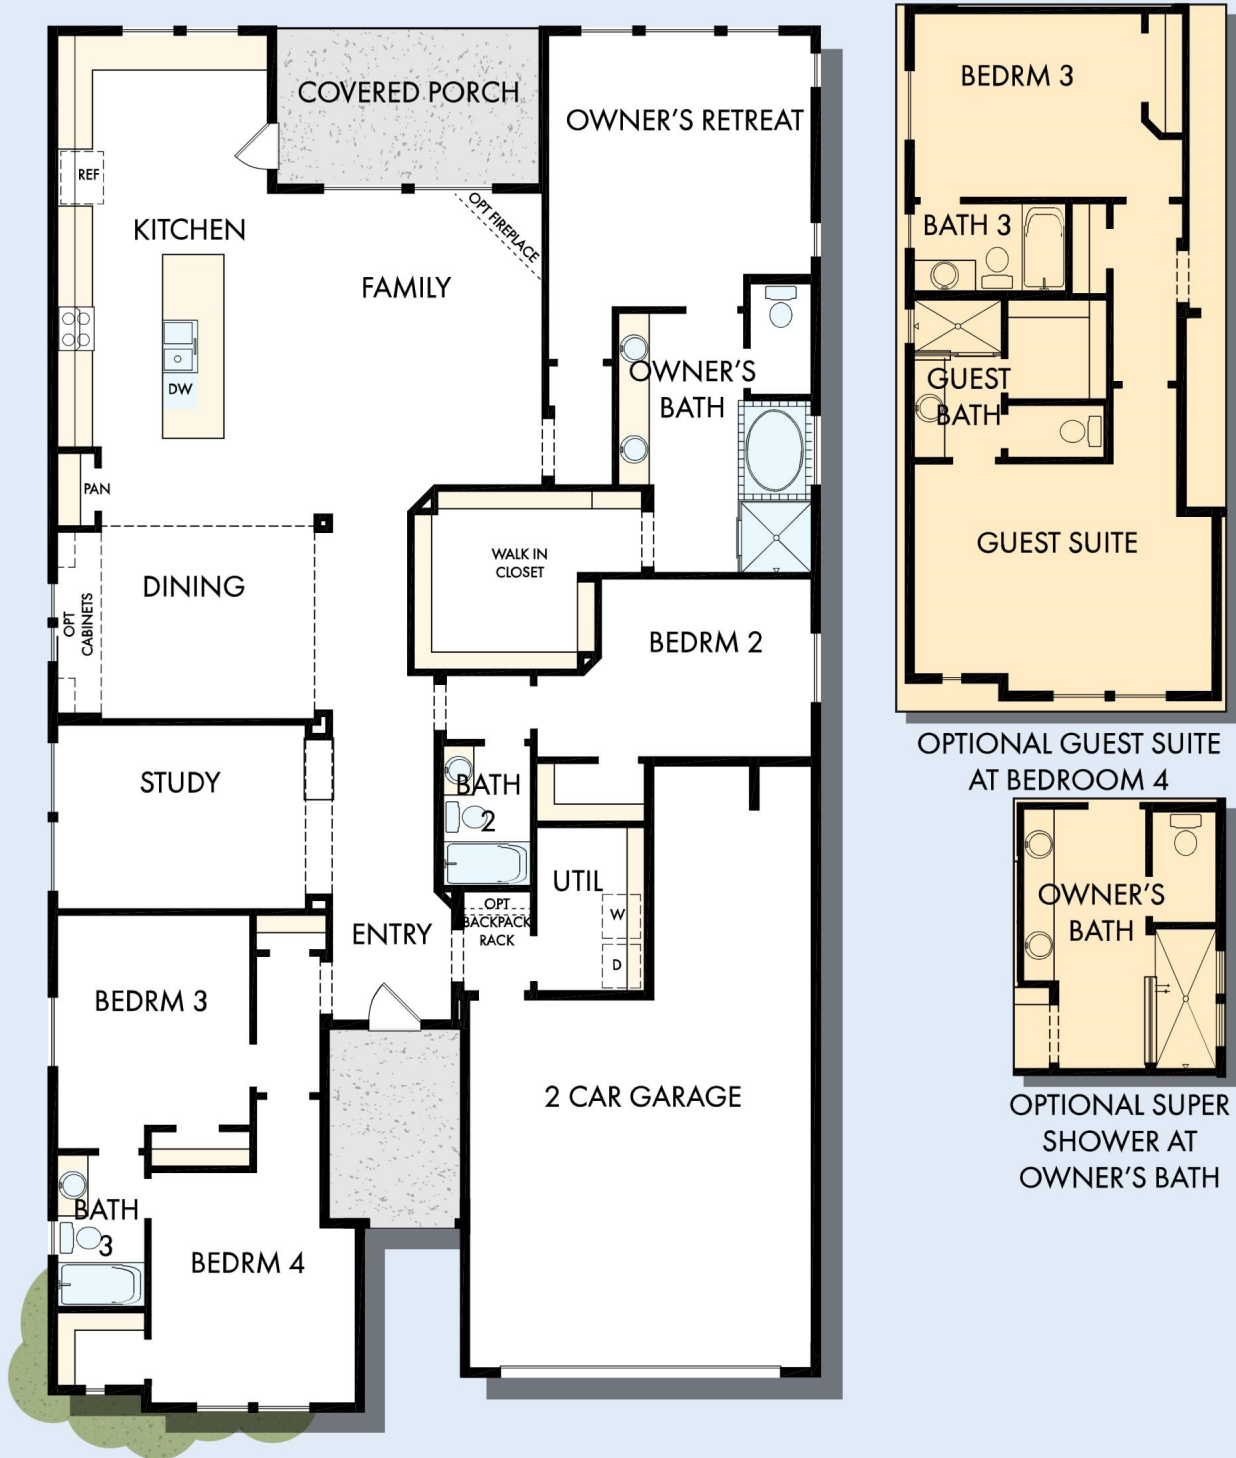 COVERED PORCH
OWNER'S RETREAT
REF
KITCHEN
OPT FIREPLACE
FAMILY
OWNER'S
BATH
DW
PAN
WALK IN
CLOSET
DINING
OPT
CABINETS
BEDRM 2
STUDY
BATH
2
UTIL
W
D
OPT
BACKPACK
RACK
ENTRY
BEDRM 3
2 CAR GARAGE
BATH
3
BEDRM 4
BEDRM 3
BATH 3
GUEST
BATH
GUEST SUITE
OPTIONAL GUEST SUITE
AT BEDROOM 4
OWNER'S
BATH
OPTIONAL SUPER
SHOWER AT
OWNER'S BATH